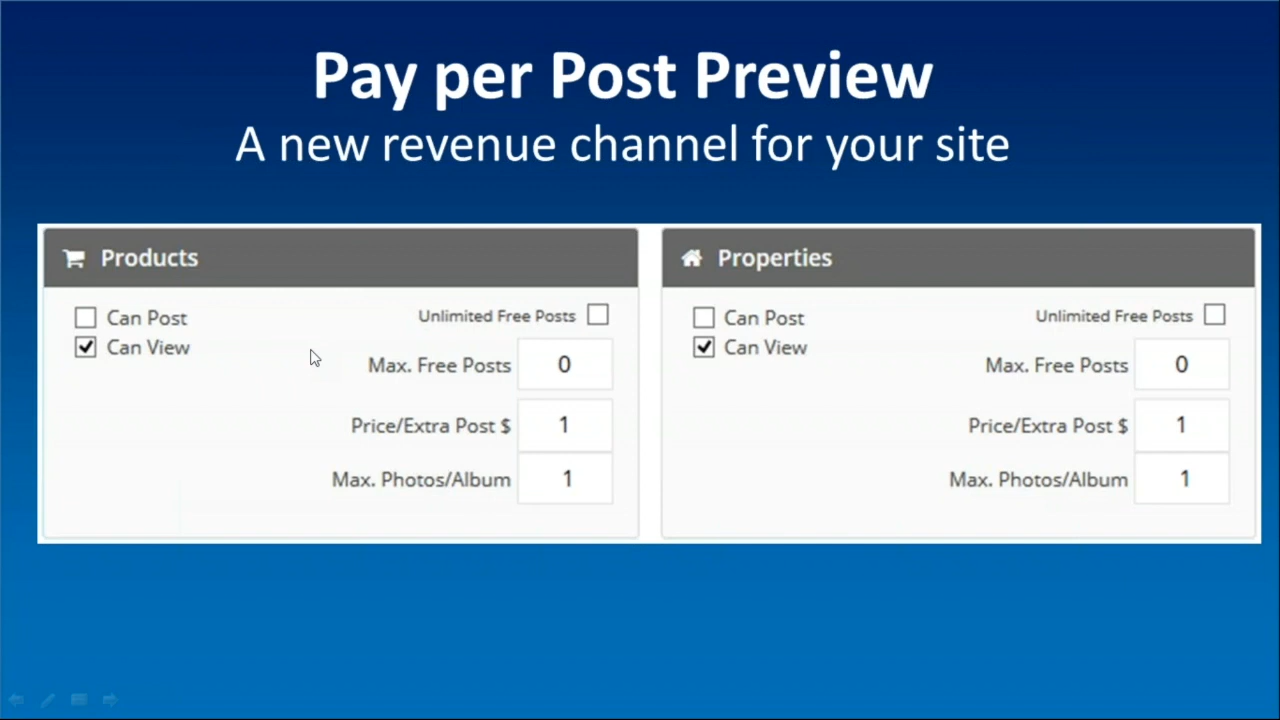 Pay per Post Preview
A new revenue channel for your site
Products
Can Post
Unlimited Free Posts
Can View
Max. Free Posts 0
Price/Extra Post $ 1
Max. Photos/Album 1
Properties
Can Post
Unlimited Free Posts
Can View
Max. Free Posts 0
Price/Extra Post $ 1
Max. Photos/Album 1